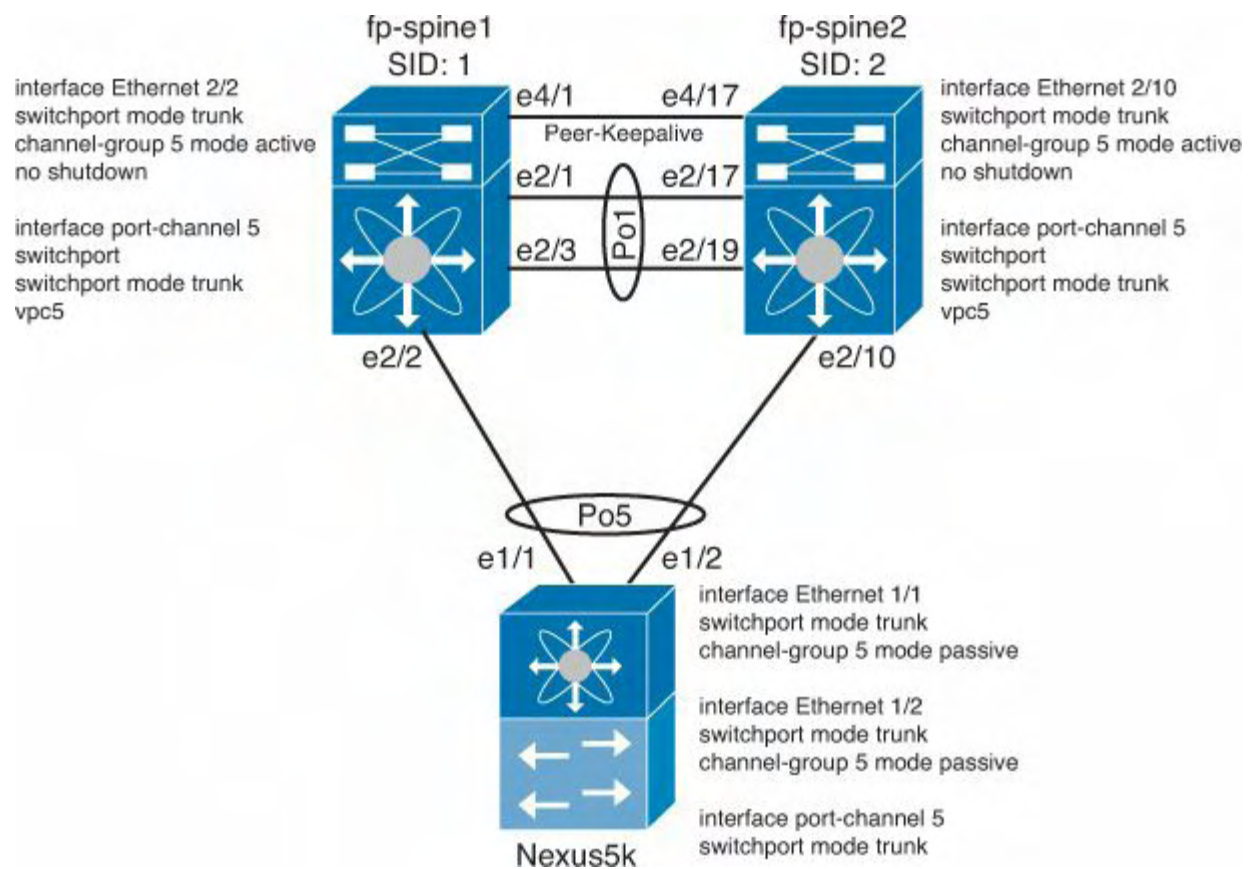 fp-spine1
SID: 1
fp-spine2
SID: 2
interface Ethernet 2/2
switchport mode trunk
channel-group 5 mode active
no shutdown
interface port-channel 5
switchport
switchport mode trunk
vpc5
e4/1
e4/17
Peer-Keepalive
e2/1
e2/17
Po1
e2/3
e2/19
interface Ethernet 2/10
switchport mode trunk
channel-group 5 mode active
no shutdown
interface port-channel 5
switchport
switchport mode trunk
vpc5
e2/2
e2/10
Po5
e1/1
e1/2
interface Ethernet 1/1
switchport mode trunk
channel-group 5 mode passive
interface Ethernet 1/2
switchport mode trunk
channel-group 5 mode passive
interface port-channel 5
switchport mode trunk
Nexus5k